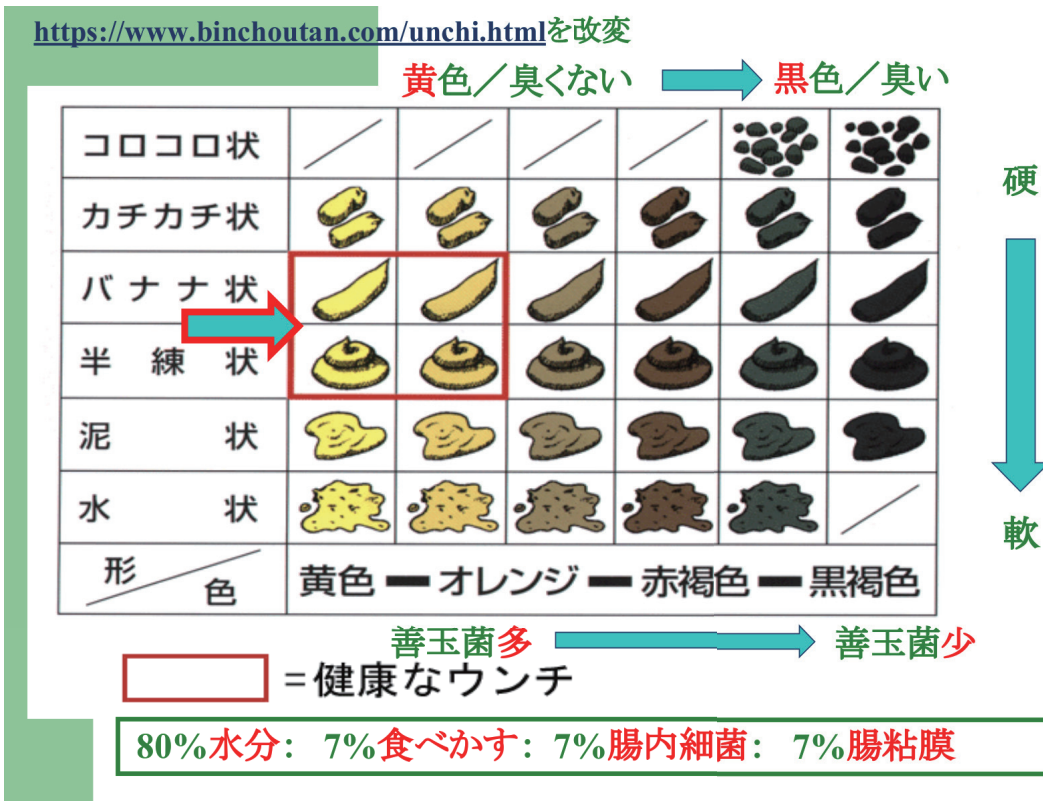 https://www.binchoutan.com/unchi.htmlを改変
黄色／臭くない 黒色／臭い
コロコロ状
カチカチ状
バナナ状
半練状
泥状
水状
硬
軟
形 色
黄色 ━ オレンジ ━ 赤褐色 ━ 黒褐色
善玉菌多 善玉菌少
=健康なウンチ
80%水分： 7%食べかす： 7%腸内細菌： 7%腸粘膜